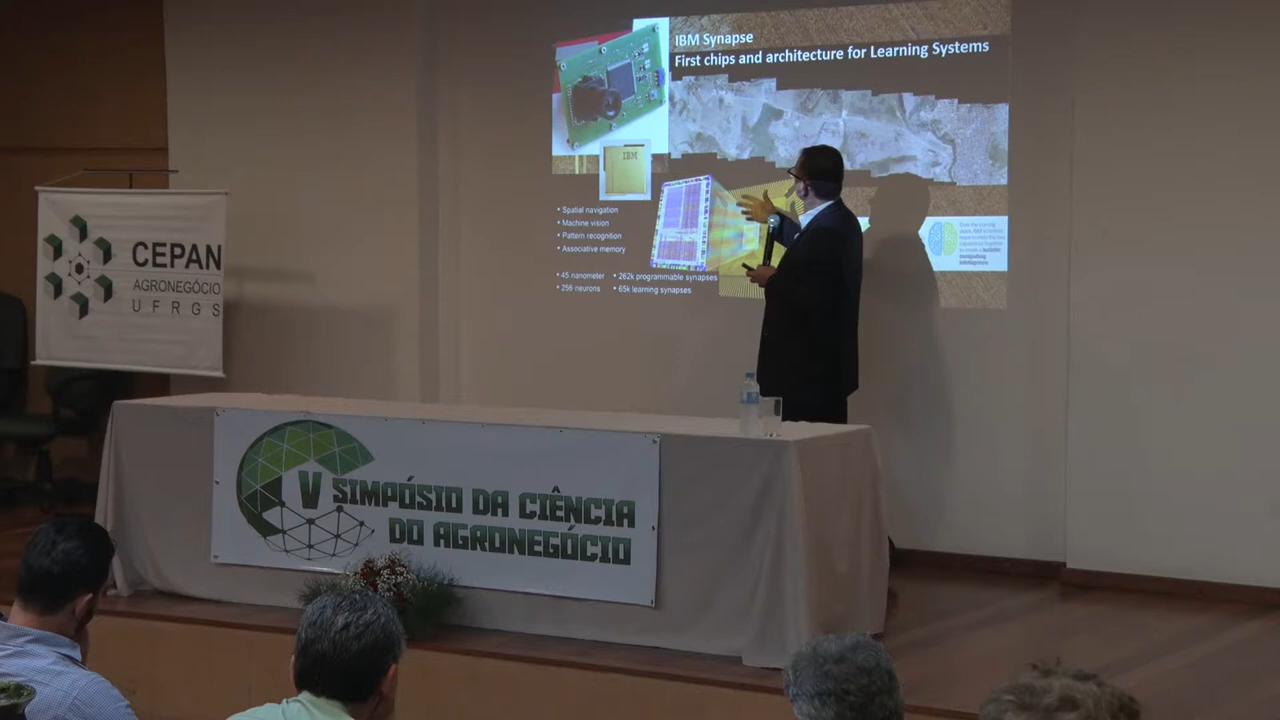 IBM Synapse
First chips and architecture for Learning Systems
IBM
• Spatial navigation
• Machine vision
• Pattern recognition
• Associative memory
• 45 nanometer • 262k programmable synapses
• 256 neurons • 65k learning synapses
CEPAN
AGRONEGÓCIO
UFRGS
V SIMPÓSIO DA CIÊNCIA
DO AGRONEGÓCIO